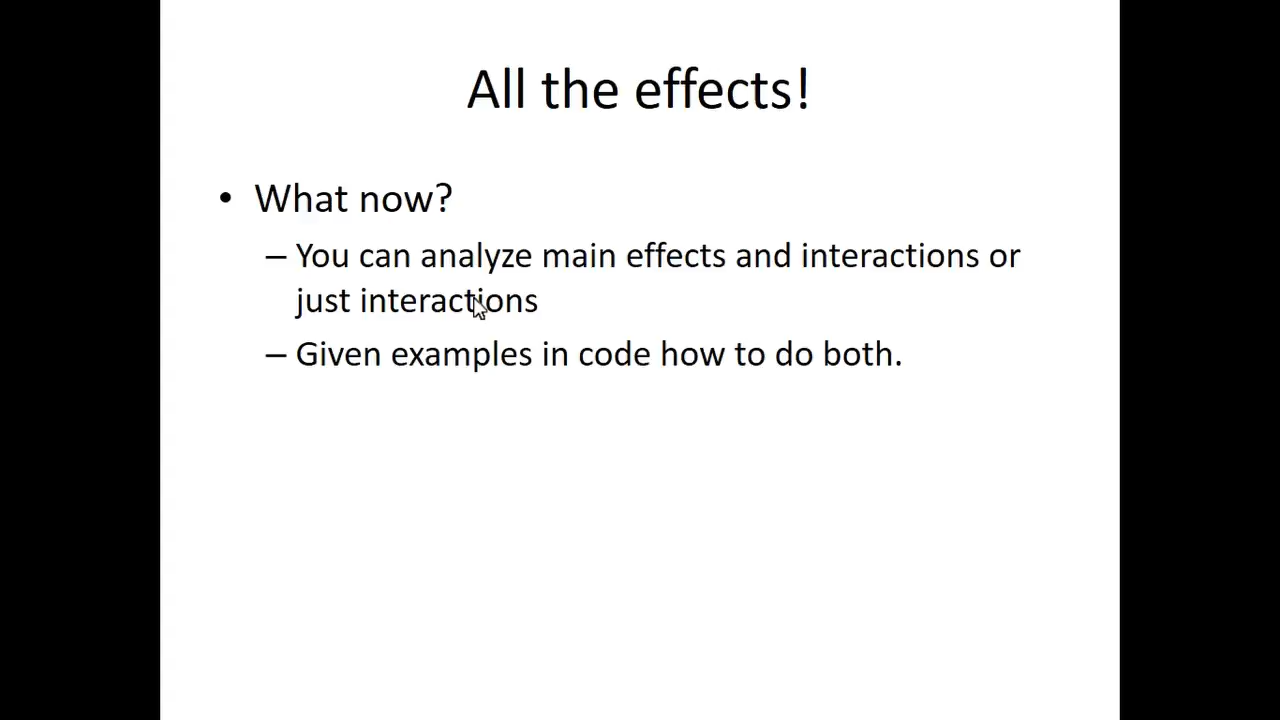 All the effects!
• What now?
– You can analyze main effects and interactions or
just interactions
– Given examples in code how to do both.